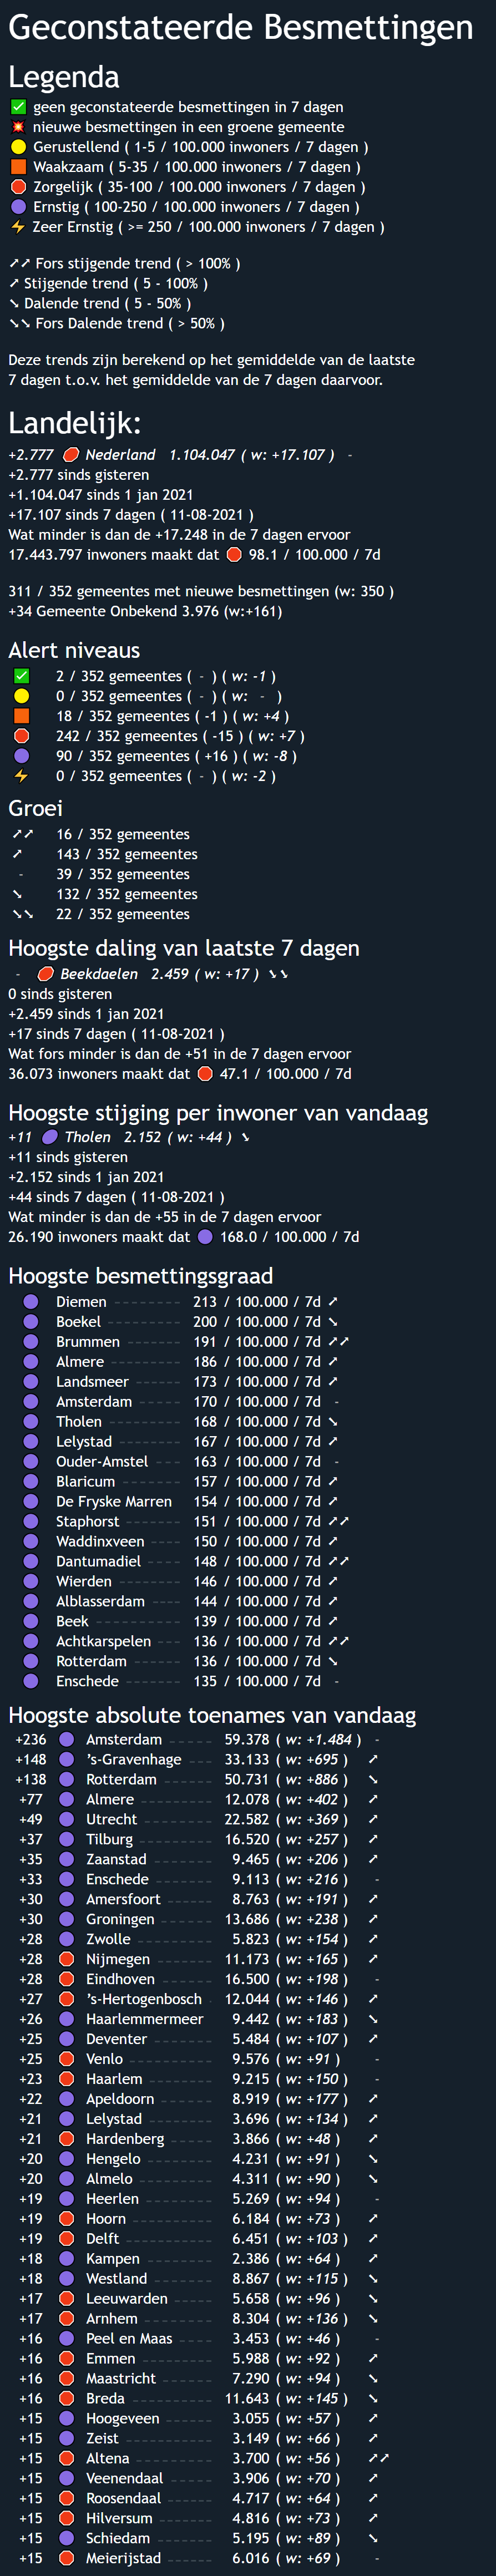 Geconstateerde Besmettingen
Legenda
✅ geen geconstateerde besmettingen in 7 dagen
💥 nieuwe besmettingen in een groene gemeente
Gerustellend ( 1-5 / 100.000 inwoners / 7 dagen )
Waakzaam ( 5-35 / 100.000 inwoners / 7 dagen )
Zorgelijk ( 35-100 / 100.000 inwoners / 7 dagen )
Ernstig ( 100-250 / 100.000 inwoners / 7 dagen )
⚡ Zeer Ernstig ( >= 250 / 100.000 inwoners / 7 dagen )
➚➚ Fors stijgende trend ( > 100% )
➚ Stijgende trend ( 5 - 100% )
➘ Dalende trend ( 5 - 50% )
➘➘ Fors Dalende trend ( > 50% )
Deze trends zijn berekend op het gemiddelde van de laatste
7 dagen t.o.v. het gemiddelde van de 7 dagen daarvoor.
Landelijk:
+2.777 Nederland 1.104.047 ( w: +17.107 ) -
+2.777 sinds gisteren
+1.104.047 sinds 1 jan 2021
+17.107 sinds 7 dagen ( 11-08-2021 )
Wat minder is dan de +17.248 in de 7 dagen ervoor
17.443.797 inwoners maakt dat 98.1 / 100.000 / 7d
311 / 352 gemeentes met nieuwe besmettingen (w: 350 )
+34 Gemeente Onbekend 3.976 (w:+161)
Alert niveaus
✅ 2 / 352 gemeentes ( - ) ( w: -1 )
0 / 352 gemeentes ( - ) ( w: - )
18 / 352 gemeentes ( -1 ) ( w: +4 )
242 / 352 gemeentes ( -15 ) ( w: +7 )
90 / 352 gemeentes ( +16 ) ( w: -8 )
⚡ 0 / 352 gemeentes ( - ) ( w: -2 )
Groei
➚➚ 16 / 352 gemeentes
➚ 143 / 352 gemeentes
- 39 / 352 gemeentes
➘ 132 / 352 gemeentes
➘➘ 22 / 352 gemeentes
Hoogste daling van laatste 7 dagen
- Beekdaelen 2.459 ( w: +17 ) ➘➘
0 sinds gisteren
+2.459 sinds 1 jan 2021
+17 sinds 7 dagen ( 11-08-2021 )
Wat fors minder is dan de +51 in de 7 dagen ervoor
36.073 inwoners maakt dat 47.1 / 100.000 / 7d
Hoogste stijging per inwoner van vandaag
+11 Tholen 2.152 ( w: +44 ) ➘
+11 sinds gisteren
+2.152 sinds 1 jan 2021
+44 sinds 7 dagen ( 11-08-2021 )
Wat minder is dan de +55 in de 7 dagen ervoor
26.190 inwoners maakt dat 168.0 / 100.000 / 7d
Hoogste besmettingsgraad
Diemen 213 / 100.000 / 7d ➚
Boekel 200 / 100.000 / 7d ➘
Brummen 191 / 100.000 / 7d ➚➚
Almere 186 / 100.000 / 7d ➚
Landsmeer 173 / 100.000 / 7d ➚
Amsterdam 170 / 100.000 / 7d -
Tholen 168 / 100.000 / 7d ➘
Lelystad 167 / 100.000 / 7d ➚
Ouder-Amstel 163 / 100.000 / 7d -
Blaricum 157 / 100.000 / 7d ➚
De Fryske Marren 154 / 100.000 / 7d ➚
Staphorst 151 / 100.000 / 7d ➚➚
Waddinxveen 150 / 100.000 / 7d ➚
Dantumadiel 148 / 100.000 / 7d ➚➚
Wierden 146 / 100.000 / 7d ➚
Alblasserdam 144 / 100.000 / 7d ➚
Beek 139 / 100.000 / 7d ➚
Achtkarspelen 136 / 100.000 / 7d ➚➚
Rotterdam 136 / 100.000 / 7d ➘
Enschede 135 / 100.000 / 7d -
Hoogste absolute toenames van vandaag
+236 Amsterdam 59.378 ( w: +1.484 ) -
+148 's-Gravenhage 33.133 ( w: +695 ) ➚
+138 Rotterdam 50.731 ( w: +886 ) ➘
+77 Almere 12.078 ( w: +402 ) ➚
+49 Utrecht 22.582 ( w: +369 ) ➚
+37 Tilburg 16.520 ( w: +257 ) ➚
+35 Zaanstad 9.465 ( w: +206 ) ➚
+33 Enschede 9.113 ( w: +216 ) -
+30 Amersfoort 8.763 ( w: +191 ) ➚
+30 Groningen 13.686 ( w: +238 ) ➚
+28 Zwolle 5.823 ( w: +154 ) ➚
+28 Nijmegen 11.173 ( w: +165 ) ➚
+28 Eindhoven 16.500 ( w: +198 ) -
+27 's-Hertogenbosch 12.044 ( w: +146 ) ➚
+26 Haarlemmermeer 9.442 ( w: +183 ) ➘
+25 Deventer 5.484 ( w: +107 ) ➚
+25 Venlo 9.576 ( w: +91 ) -
+23 Haarlem 9.215 ( w: +150 ) -
+22 Apeldoorn 8.919 ( w: +177 ) ➚
+21 Lelystad 3.696 ( w: +134 ) ➚
+21 Hardenberg 3.866 ( w: +48 ) ➚
+20 Hengelo 4.231 ( w: +91 ) ➘
+20 Almelo 4.311 ( w: +90 ) ➘
+19 Heerlen 5.269 ( w: +94 ) -
+19 Hoorn 6.184 ( w: +73 ) ➚
+19 Delft 6.451 ( w: +103 ) ➚
+18 Kampen 2.386 ( w: +64 ) ➚
+18 Westland 8.867 ( w: +115 ) ➘
+17 Leeuwarden 5.658 ( w: +96 ) ➘
+17 Arnhem 8.304 ( w: +136 ) ➘
+16 Peel en Maas 3.453 ( w: +46 ) -
+16 Emmen 5.988 ( w: +92 ) ➚
+16 Maastricht 7.290 ( w: +94 ) ➘
+16 Breda 11.643 ( w: +145 ) ➘
+15 Hoogeveen 3.055 ( w: +57 ) ➚
+15 Zeist 3.149 ( w: +66 ) ➚
+15 Altena 3.700 ( w: +56 ) ➚➚
+15 Veenendaal 3.906 ( w: +70 ) ➚
+15 Roosendaal 4.717 ( w: +64 ) ➚
+15 Hilversum 4.816 ( w: +73 ) ➚
+15 Schiedam 5.195 ( w: +89 ) ➘
+15 Meierijstad 6.016 ( w: +69 ) -